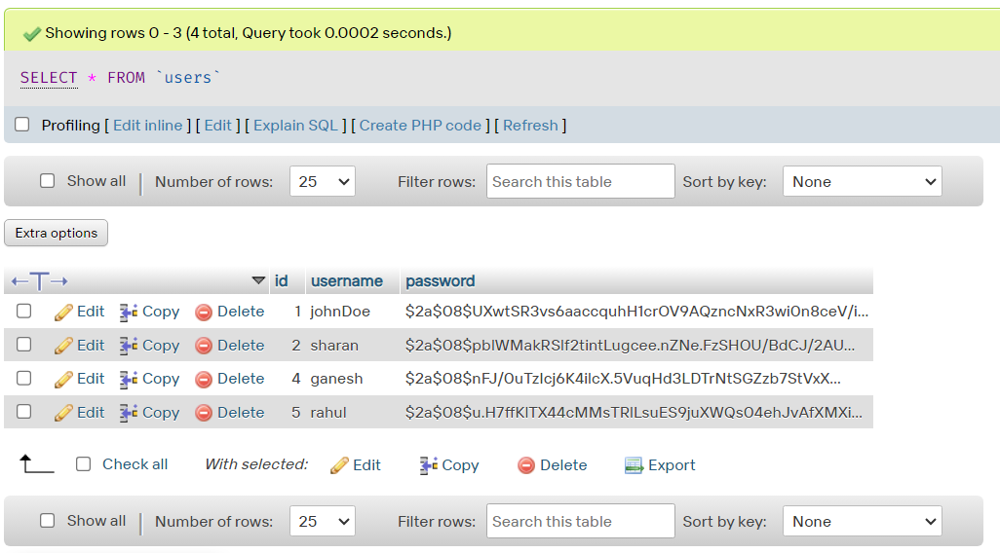 Showing rows 0 - 3 (4 total, Query took 0.0002 seconds.)
SELECT * FROM `users`
Profiling [ Edit inline ] [ Edit ] [ Explain SQL ] [ Create PHP code ] [ Refresh ]
Show all Number of rows: 25 Filter rows: Search this table Sort by key: None
Extra options
←T→ id username password
Edit Copy Delete 1 johnDoe $2a$08$UXwtSR3vs6aaccquhH1crOV9AQzncNxR3wi0n8ceV/i...
Edit Copy Delete 2 sharan $2a$08$pblWMakRSlf2tintLugcee.nZNe.FzSHOU/BdCJ/2AU...
Edit Copy Delete 4 ganesh $2a$08$nFJ/0uTzlcj6K4ilcX.5VuqHd3LDTrNtSGZzb7StVxX...
Edit Copy Delete 5 rahul $2a$08$u.H7ffKlTX44cMMsTRlLsuES9juXWQs04ehJvAfXMXi...
Check all With selected: Edit Copy Delete Export
Show all Number of rows: 25 Filter rows: Search this table Sort by key: None